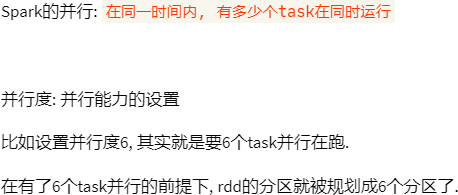 Spark的并行: 在同一时间内, 有多少个task在同时运行
并行度: 并行能力的设置
比如设置并行度6, 其实就是要6个task并行在跑.
在有了6个task并行的前提下, rdd的分区就被规划成6个分区了.